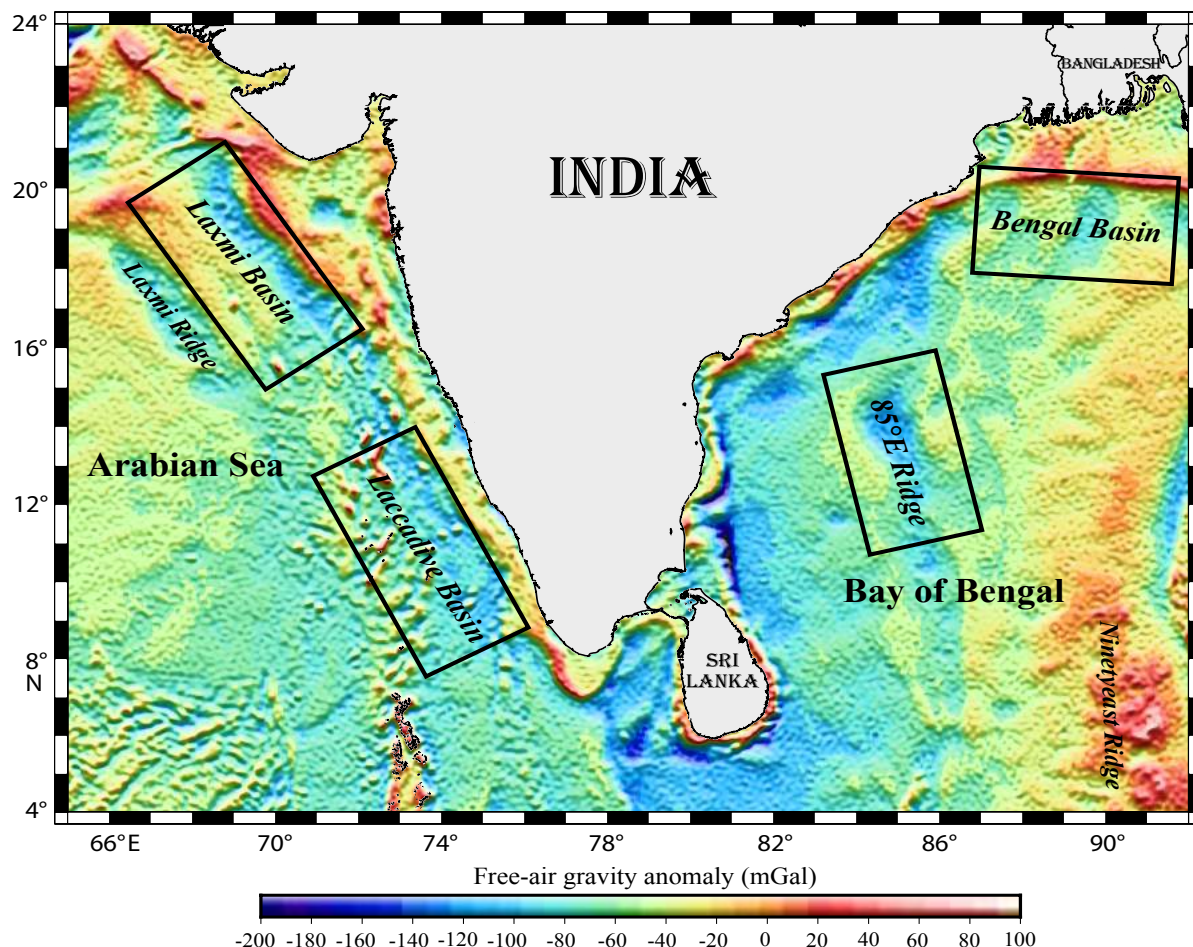 24°
BANGLADESH
INDIA
20°
Laxmi Basin
Bengal Basin
Laxmi Ridge
16°
85°E Ridge
Arabian Sea
12°
Laccadive Basin
Bay of Bengal
8°
N
SRI
LANKA
Ninetyeast Ridge
4°
66°E 70° 74° 78° 82° 86° 90°
Free-air gravity anomaly (mGal)
-200 -180 -160 -140 -120 -100 -80 -60 -40 -20 0 20 40 60 80 100